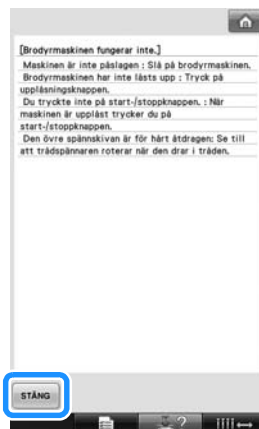 [Brodyrmaskinen fungerar inte.]
Maskinen är inte påslagen : Slå på brodyrmaskinen.
Brodyrmaskinen har inte låsts upp : Tryck på
upplåsningsknappen.
Du tryckte inte på start-/stoppknappen. : När
maskinen är upplåst trycker du på
start-/stoppknappen.
Den övre spännskivan är för hårt åtdragen: Se till
att trådspännaren roterar när den drar i tråden.
STÄNG
?